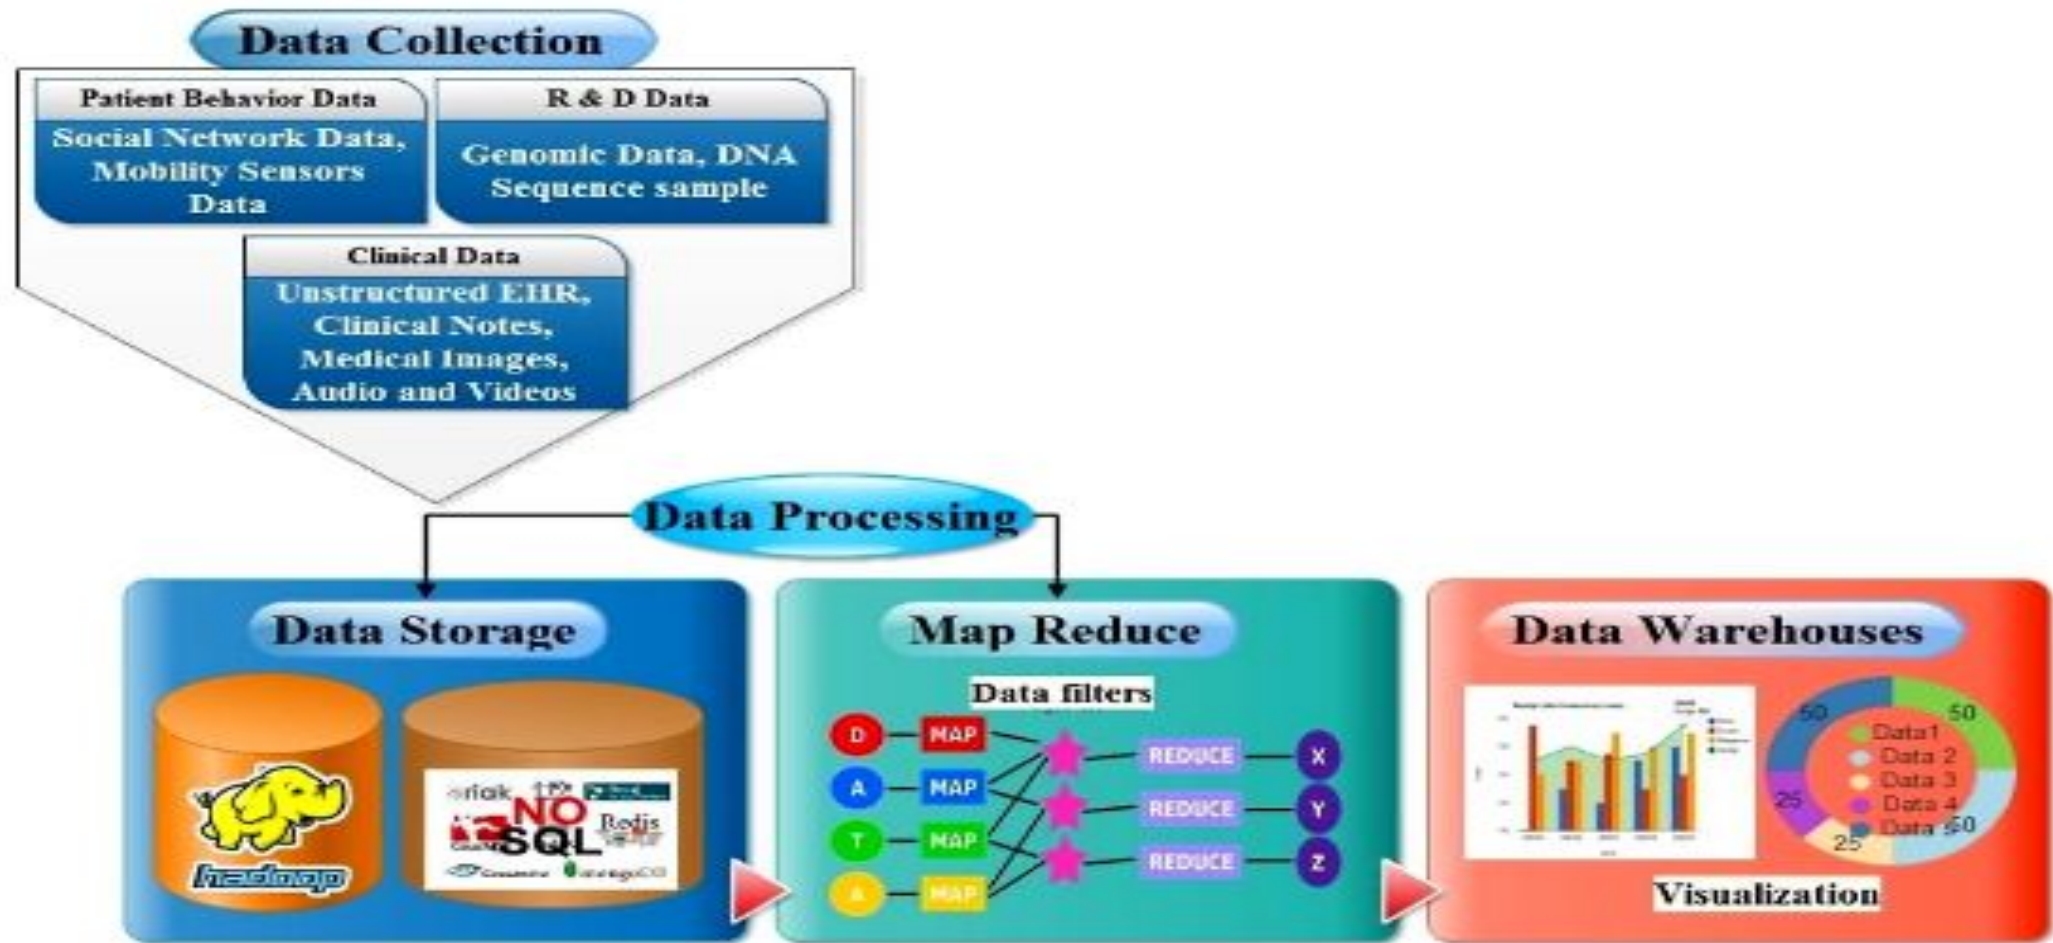 Data Collection
Patient Behavior Data
Social Network Data,
Mobility Sensors
Data
R & D Data
Genomic Data, DNA
Sequence sample
Clinical Data
Unstructured EHR,
Clinical Notes,
Medical Images,
Audio and Videos
Data Processing
Data Storage
hadoop
riak
NO
SQL
Redis
Map Reduce
Data filters
D MAP
A MAP
T MAP
A MAP
REDUCE X
REDUCE Y
REDUCE Z
Data Warehouses
50
50
50
25
25
Data1
Data 2
Data 3
Data 4
Data 5
Visualization